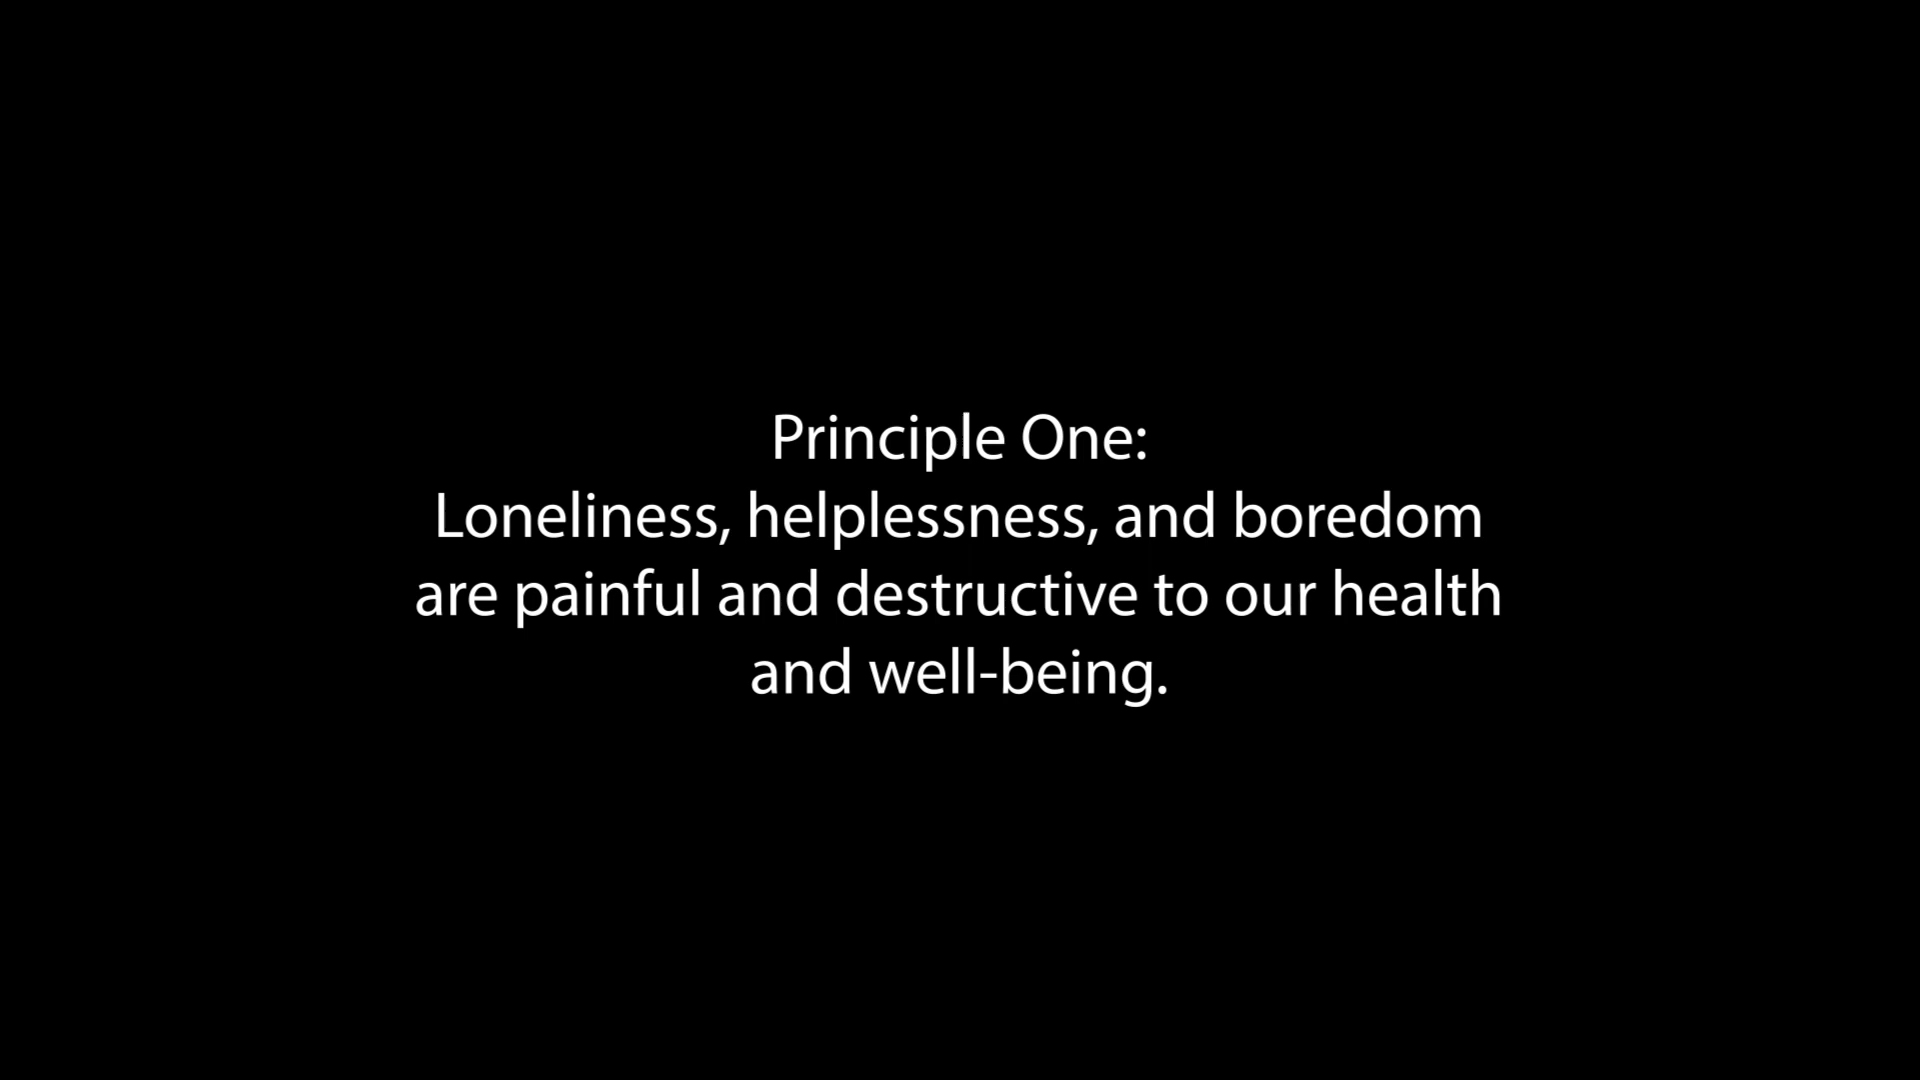 Principle One:
Loneliness, helplessness, and boredom
are painful and destructive to our health
and well-being.